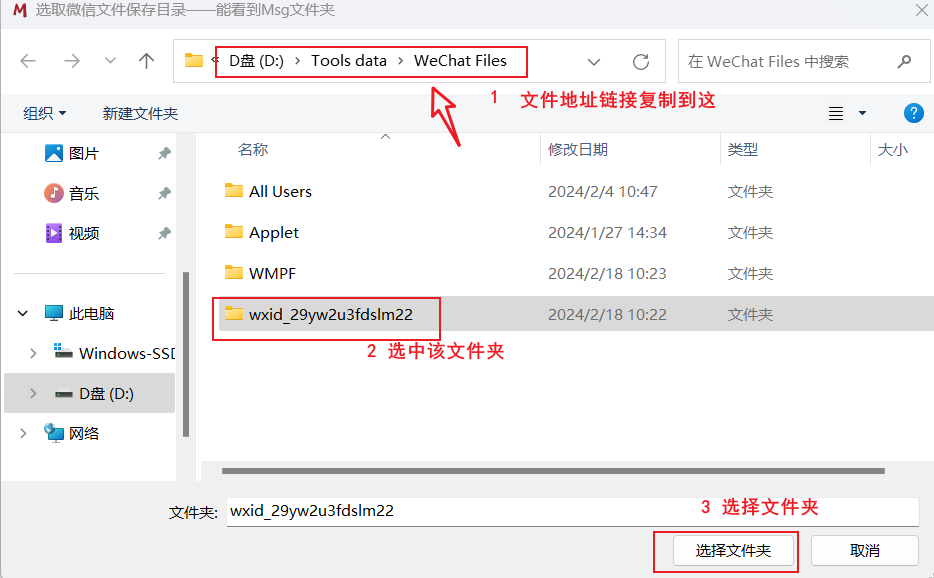 选取微信文件保存目录——能看到Msg文件夹
« D盘 (D:) › Tools data › WeChat Files
在 WeChat Files 中搜索
1 文件地址链接复制到这
组织
新建文件夹
名称 修改日期 类型 大小
图片
音乐
视频
此电脑
Windows-SSD
D盘 (D:)
网络
All Users 2024/2/4 10:47 文件夹
Applet 2024/1/27 14:34 文件夹
WMPF 2024/2/18 10:23 文件夹
wxid_29yw2u3fdslm22 2024/2/18 10:22 文件夹
2 选中该文件夹
文件夹: wxid_29yw2u3fdslm22
3 选择文件夹
选择文件夹 取消